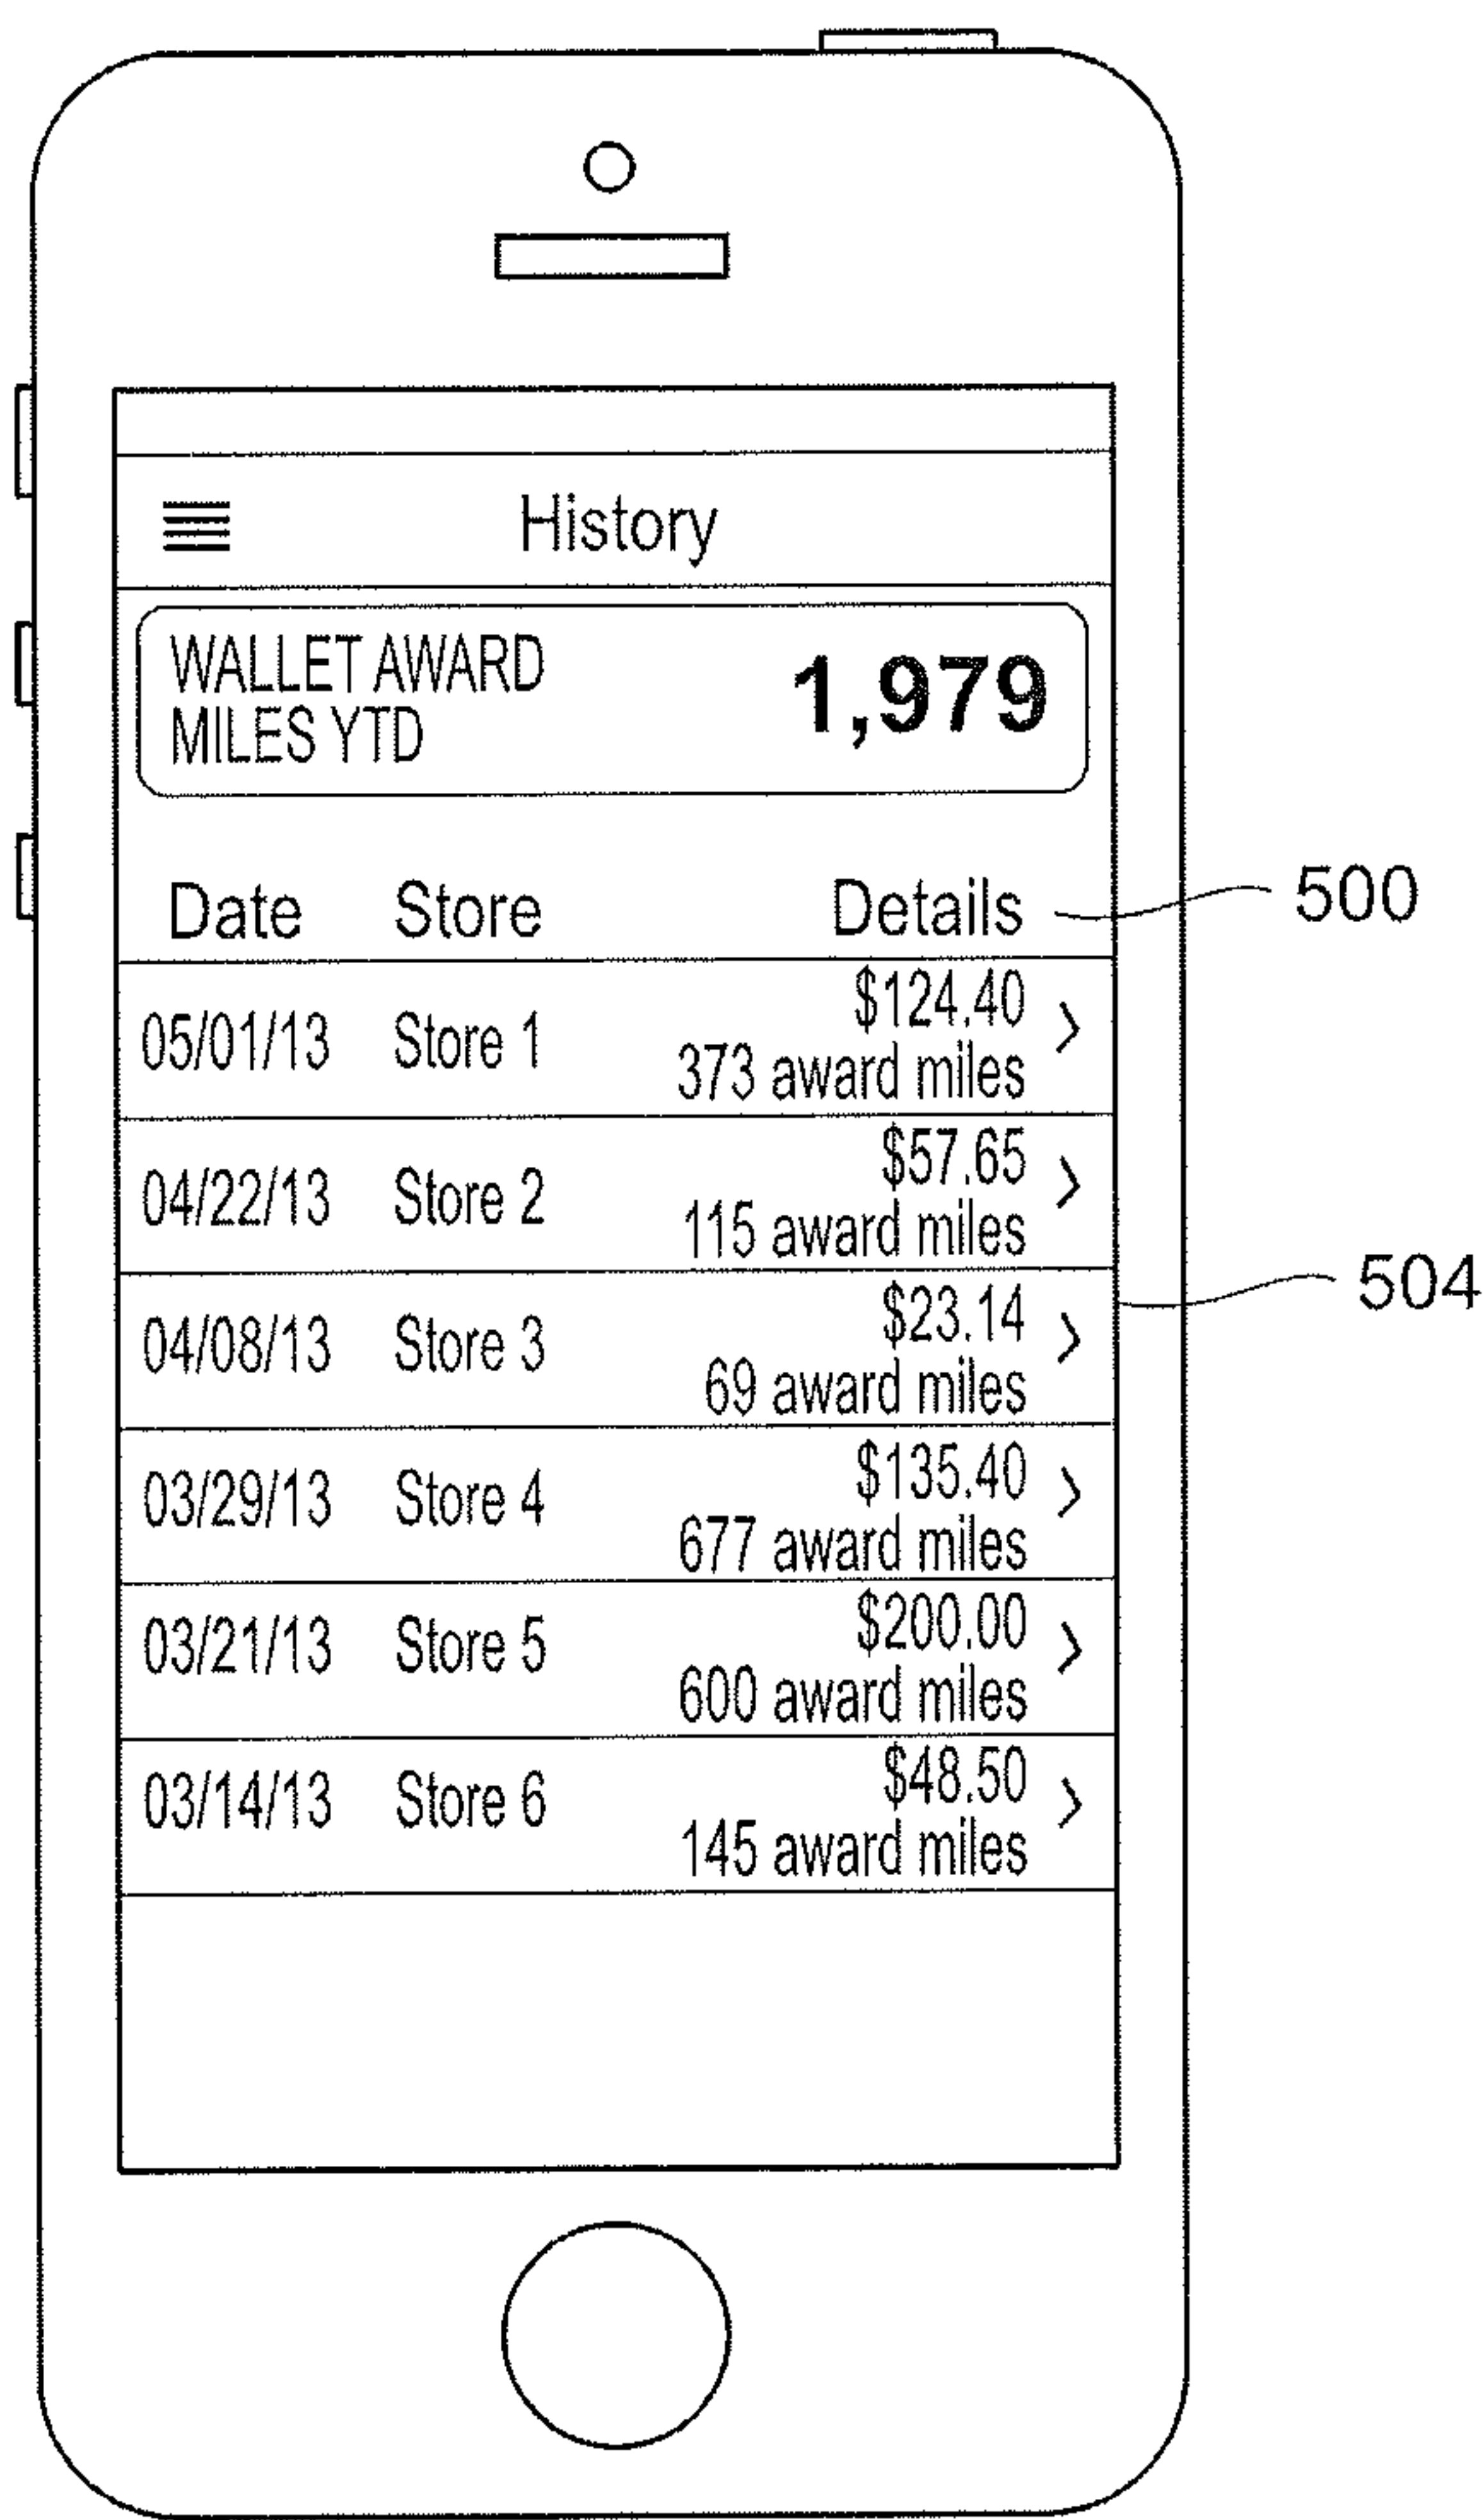 History
WALLET AWARD
MILES YTD
1,979
Date Store Details
500
05/01/13 Store 1 $124.40
373 award miles
04/22/13 Store 2 $57.65
115 award miles
504
04/08/13 Store 3 $23.14
69 award miles
03/29/13 Store 4 $135.40
677 award miles
03/21/13 Store 5 $200.00
600 award miles
03/14/13 Store 6 $48.50
145 award miles